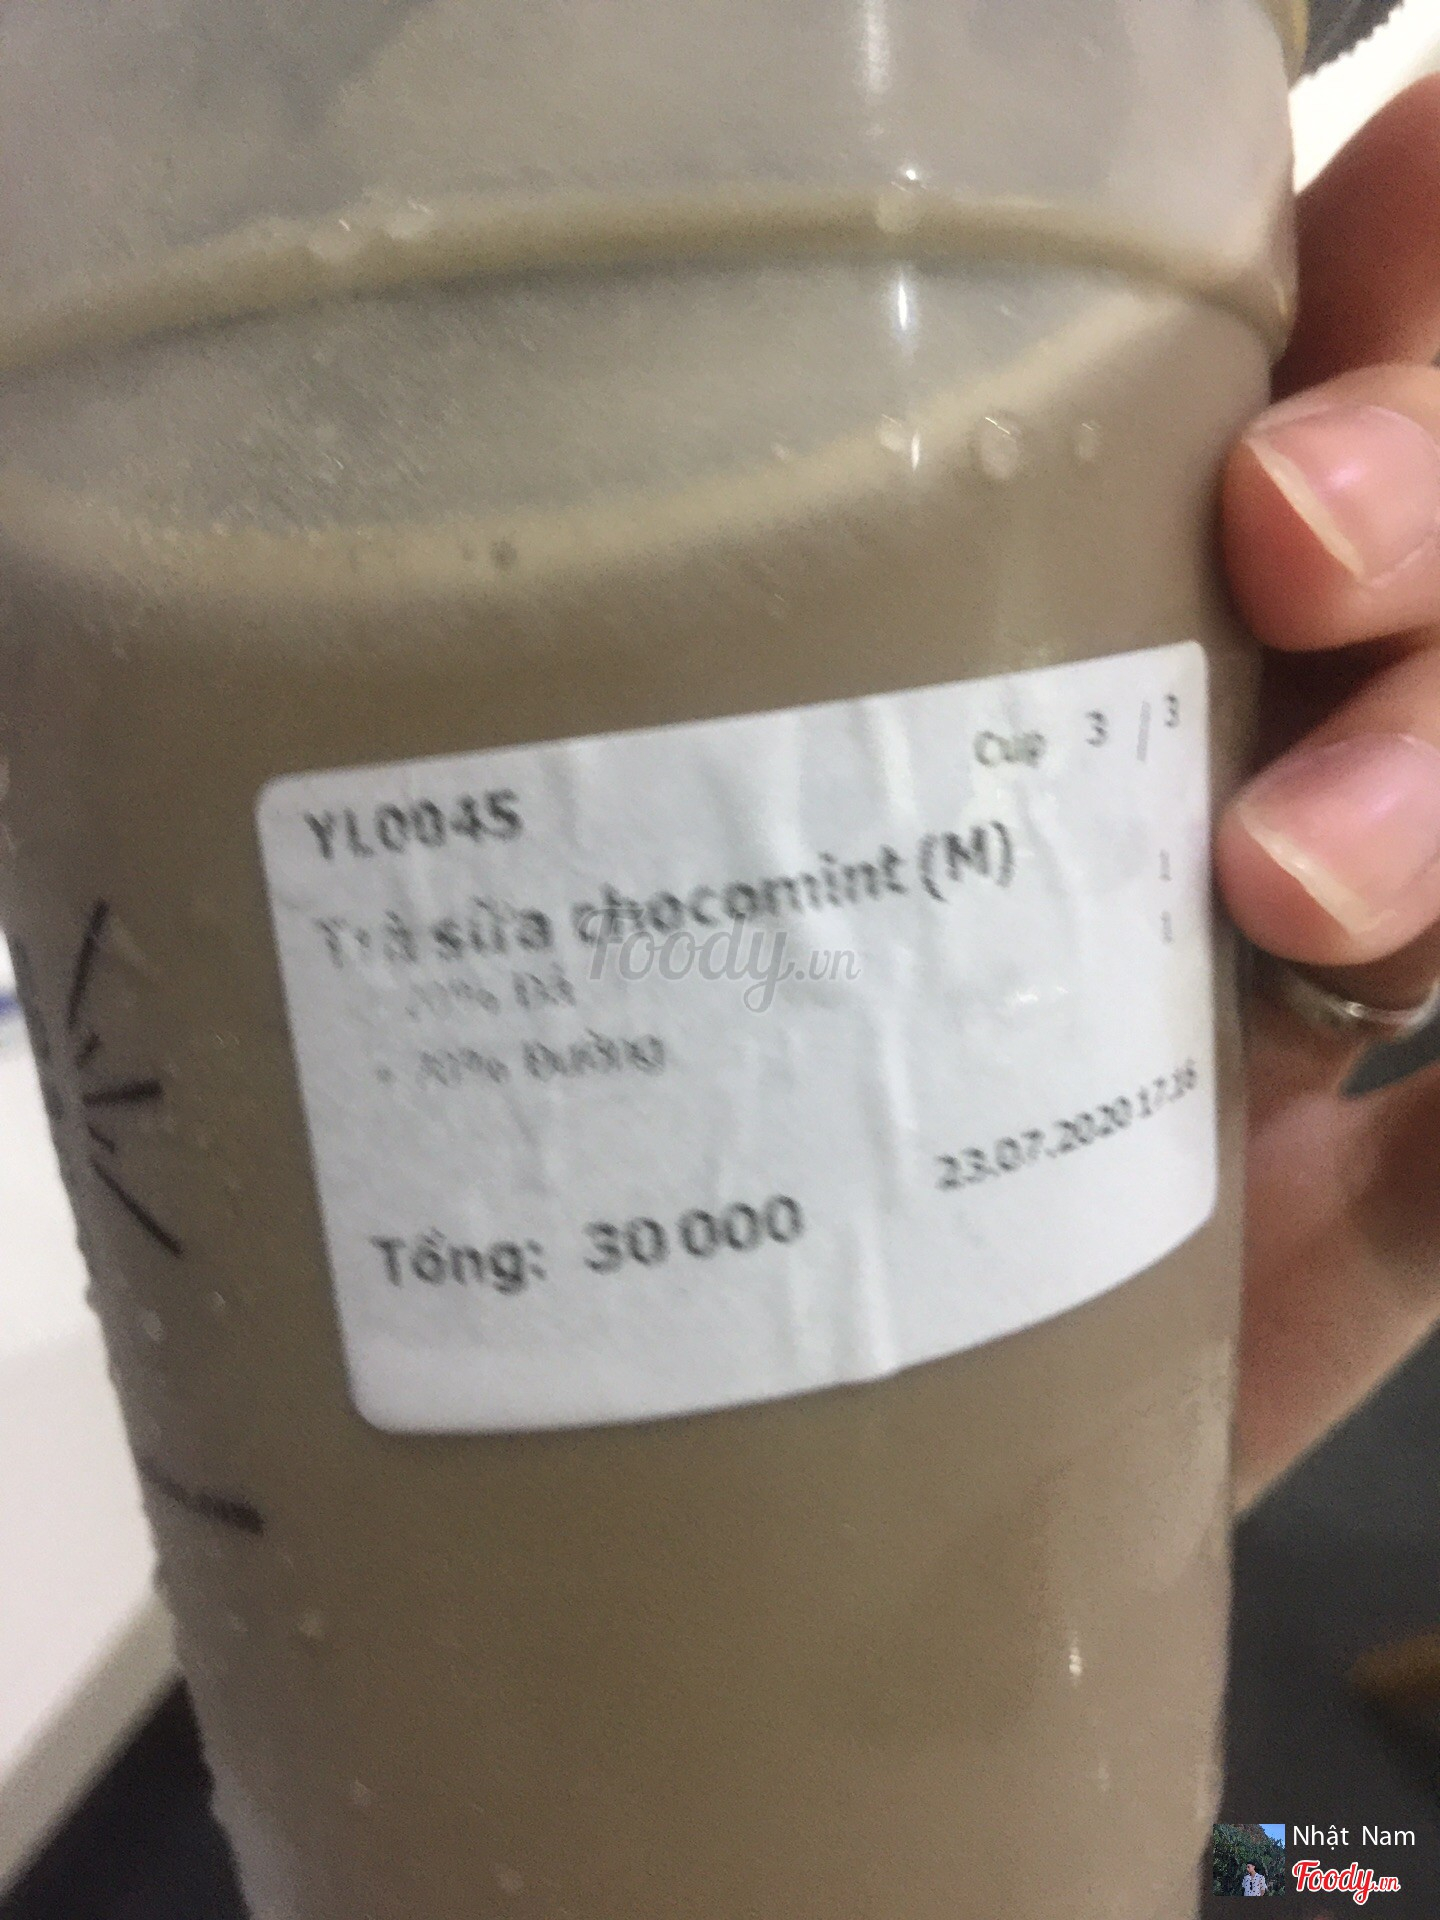 Cup 3 / 3
YL0045
Trà sữa chocomint (M) 1
Đá 1
+ Đường
23.07.2020 17:16
Tổng: 30 000
Foody.vn
Nhật Nam
Foody.vn